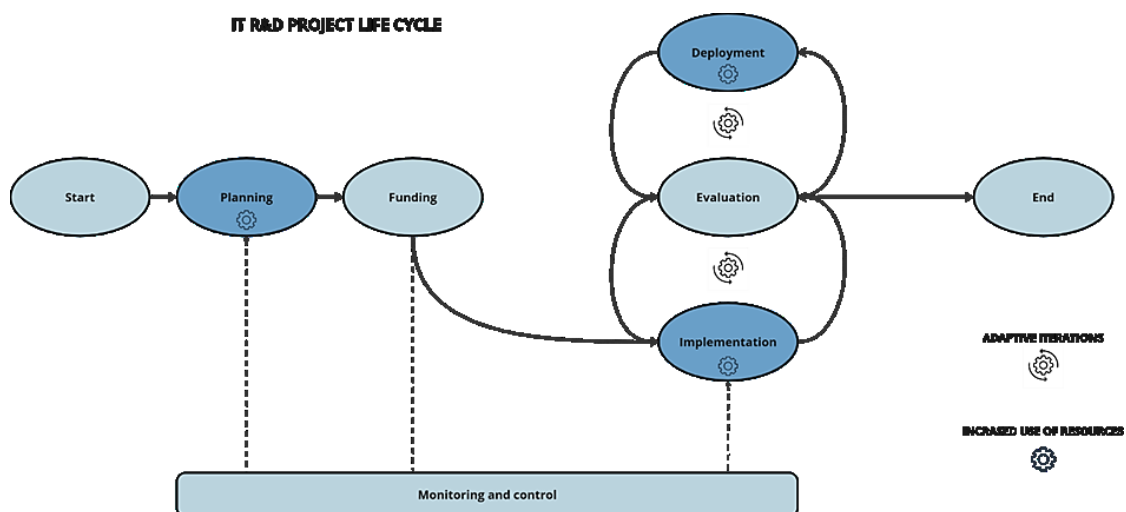 IT R&D PROJECT LIFE CYCLE
Deployment
Start
Planning
Funding
Evaluation
End
Implementation
ADAPTIVE ITERATIONS
INCRASED USE OF RESOURCES
Monitoring and control